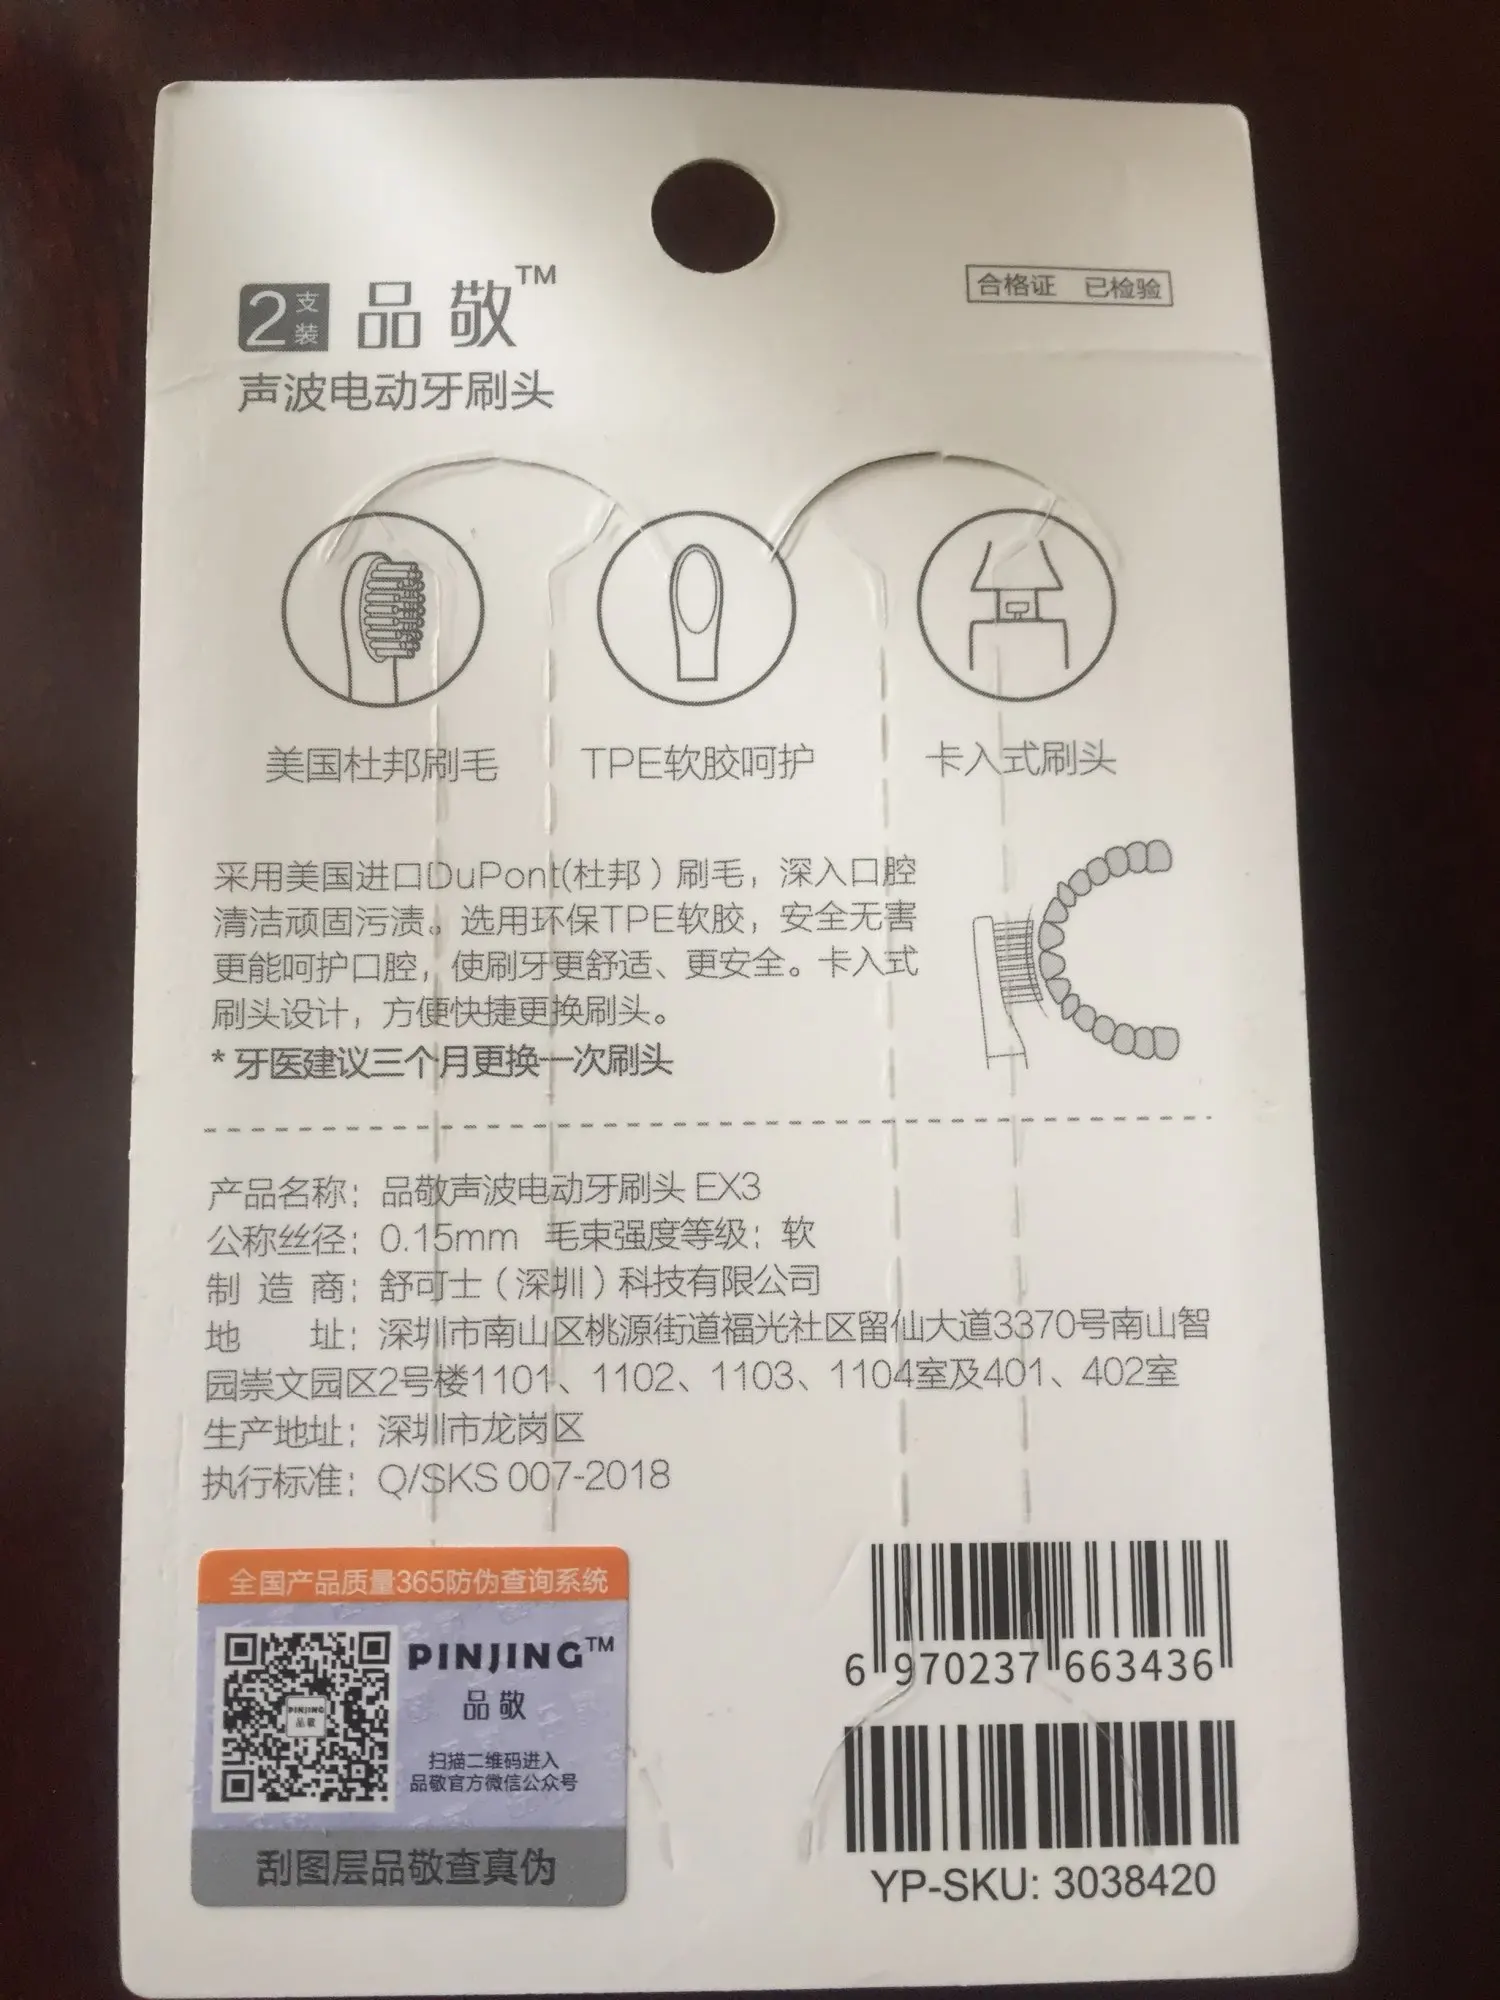 2支装 品敬™
合格证 已检验
声波电动牙刷头
美国杜邦刷毛 TPE软胶呵护 卡入式刷头
采用美国进口DuPont(杜邦）刷毛，深入口腔
清洁顽固污渍。选用环保TPE软胶，安全无害
更能呵护口腔，使刷牙更舒适、更安全。卡入式
刷头设计，方便快捷更换刷头。
*牙医建议三个月更换一次刷头
产品名称：品敬声波电动牙刷头 EX3
公称丝径：0.15mm 毛束强度等级：软
制造商：舒可士（深圳）科技有限公司
地址：深圳市南山区桃源街道福光社区留仙大道3370号南山智
园崇文园区2号楼1101、1102、1103、1104室及401、402室
生产地址：深圳市龙岗区
执行标准：Q/SKS 007-2018
全国产品质量365防伪查询系统
PINJING™
品敬
PINJING
品敬
扫描二维码进入
品敬官方微信公众号
刮图层品敬查真伪
6 970237 663436
YP-SKU: 3038420